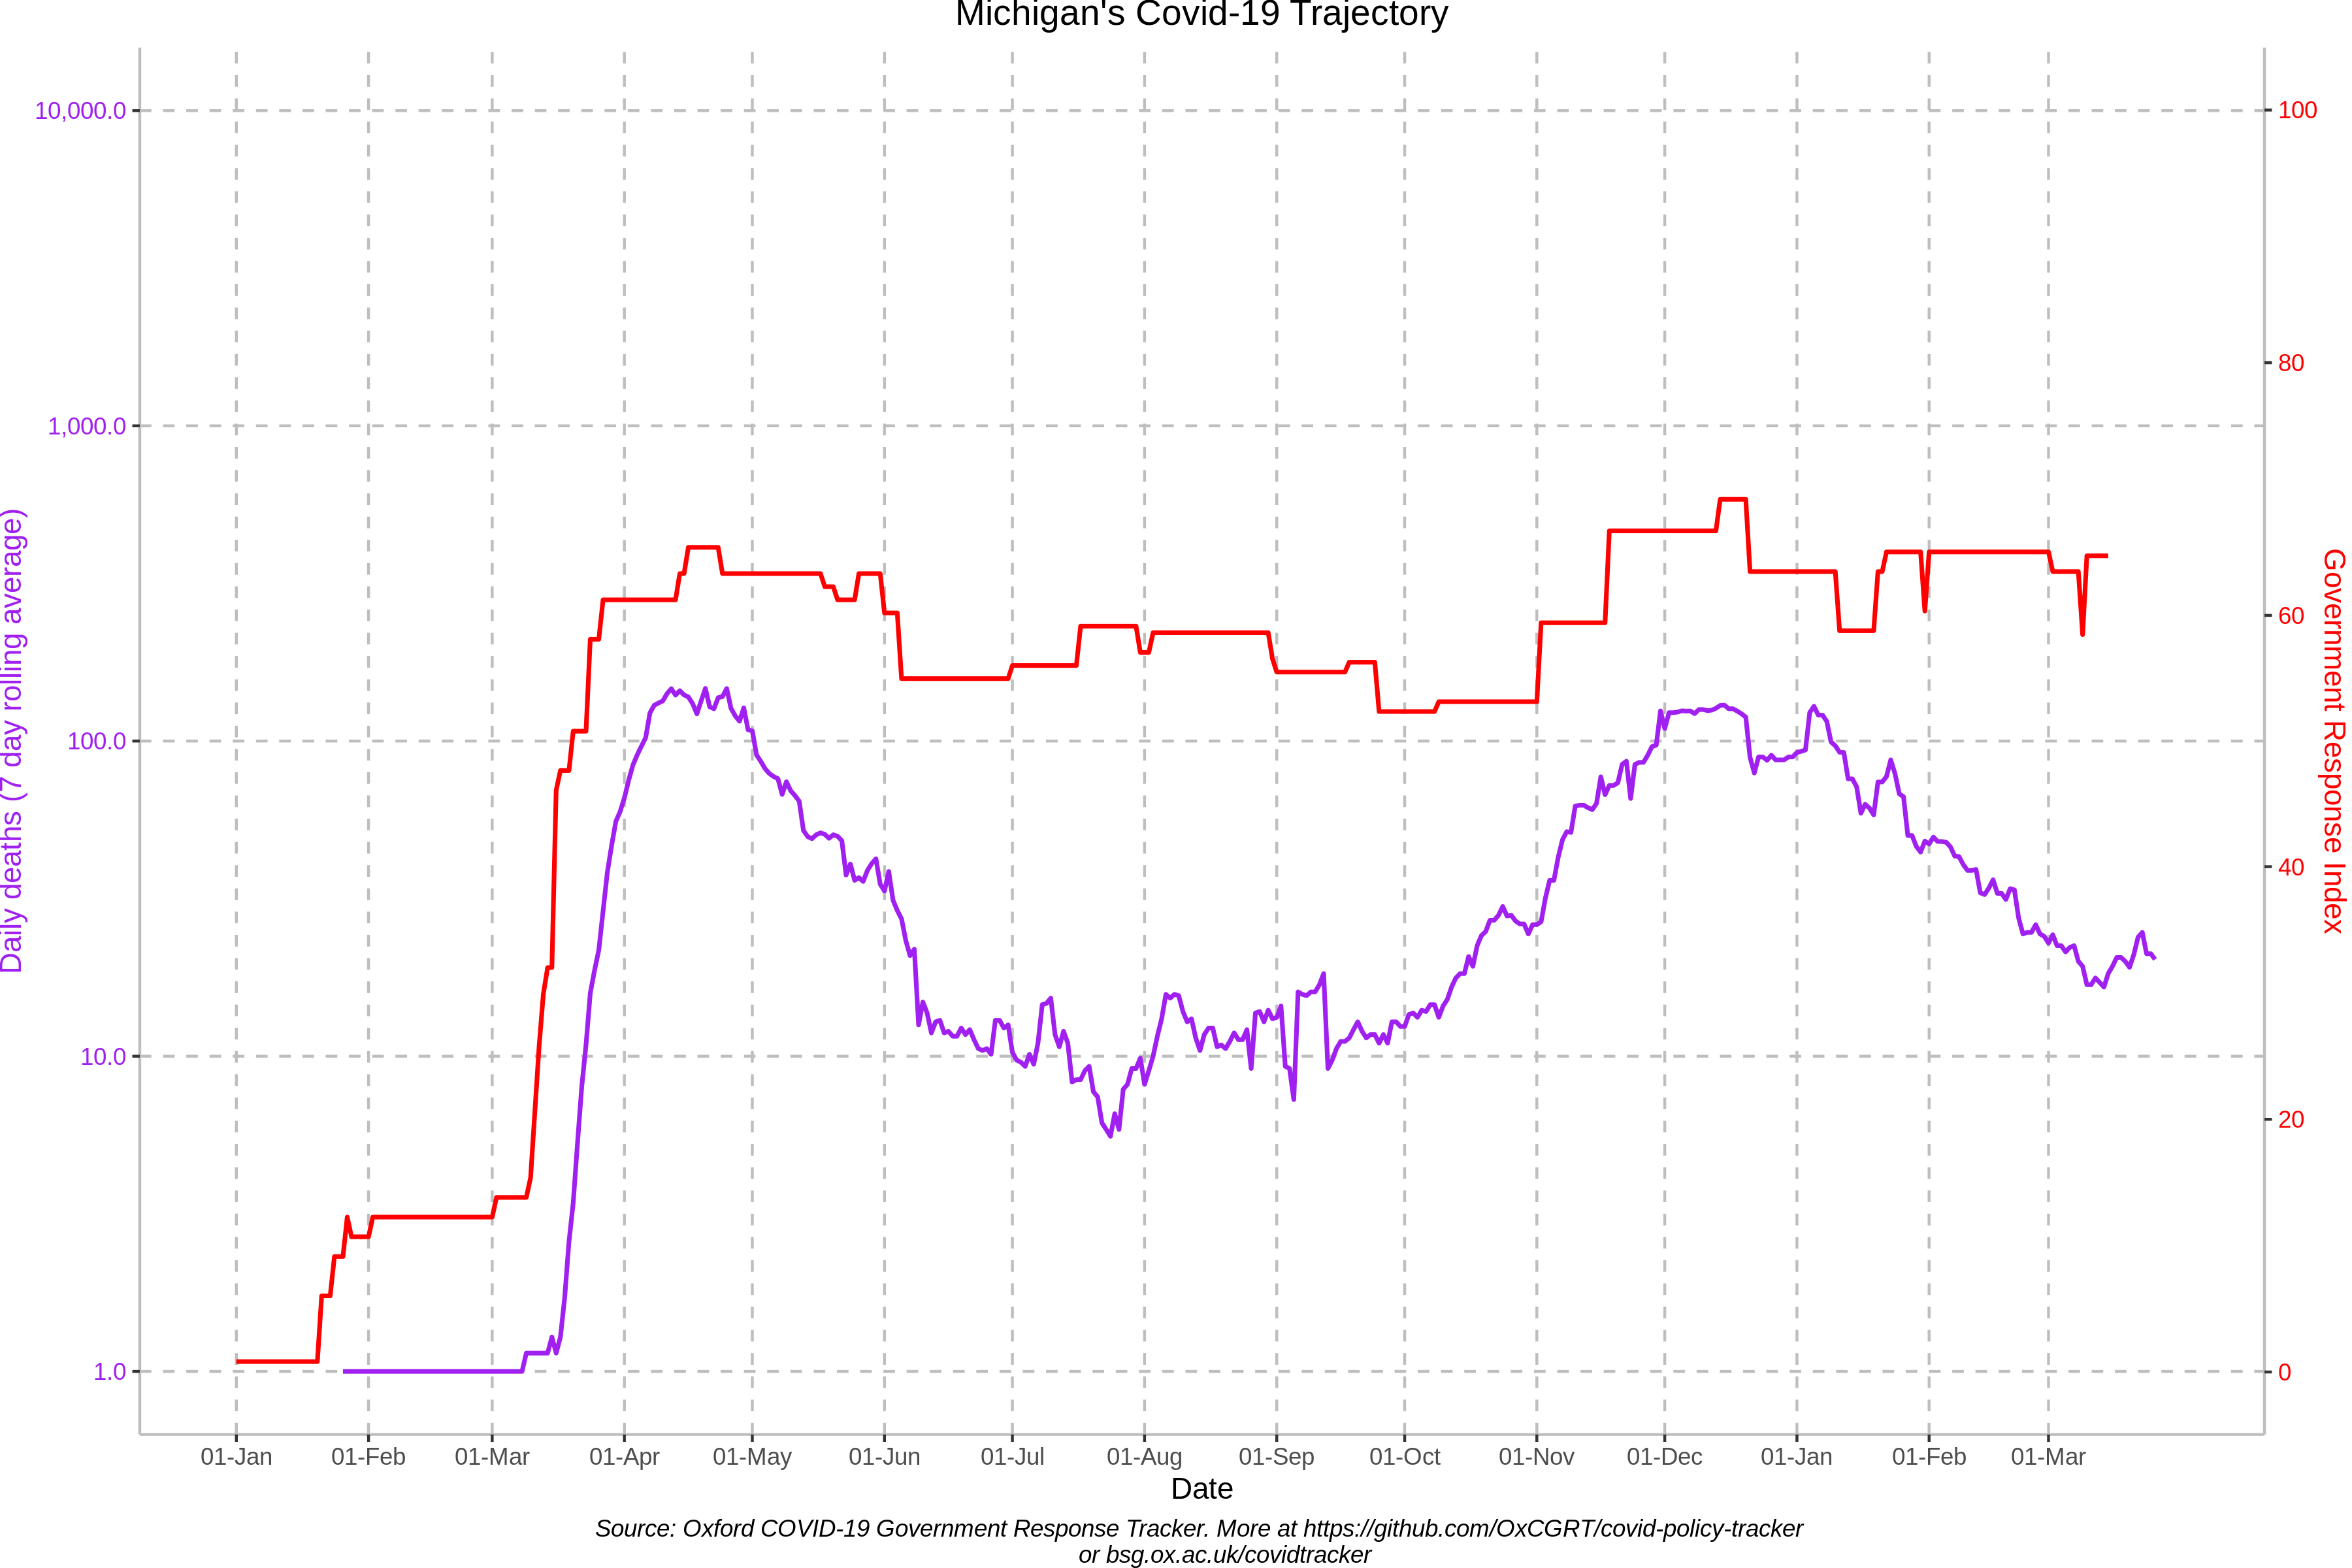 Michigan's Covid-19 Trajectory
Daily deaths (7 day rolling average)
10,000.0
1,000.0
100.0
10.0
1.0
100
80
60
40
20
0
Government Response Index
01-Jan
01-Feb
01-Mar
01-Apr
01-May
01-Jun
01-Jul
01-Aug
01-Sep
01-Oct
01-Nov
01-Dec
01-Jan
01-Feb
01-Mar
Date
Source: Oxford COVID-19 Government Response Tracker. More at https://github.com/OxCGRT/covid-policy-tracker
or bsg.ox.ac.uk/covidtracker